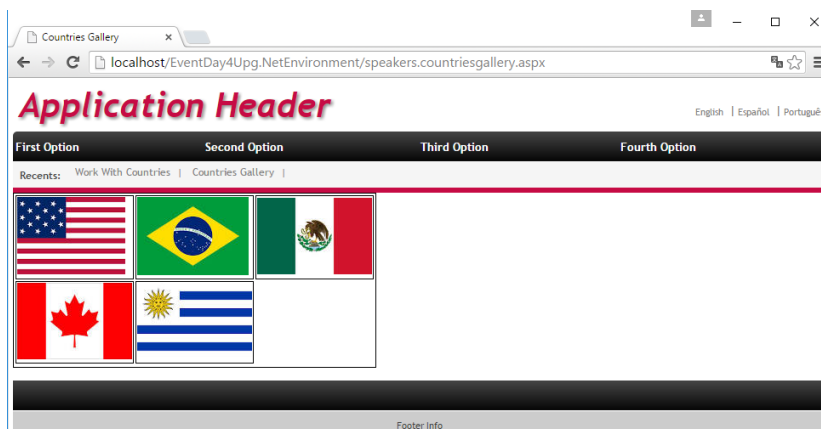 Countries Gallery
localhost/EventDay4Upg.NetEnvironment/speakers.countriesgallery.aspx
Application Header
English | Español | Portuguê
First Option Second Option Third Option Fourth Option
Recents: Work With Countries | Countries Gallery |
Footer Info